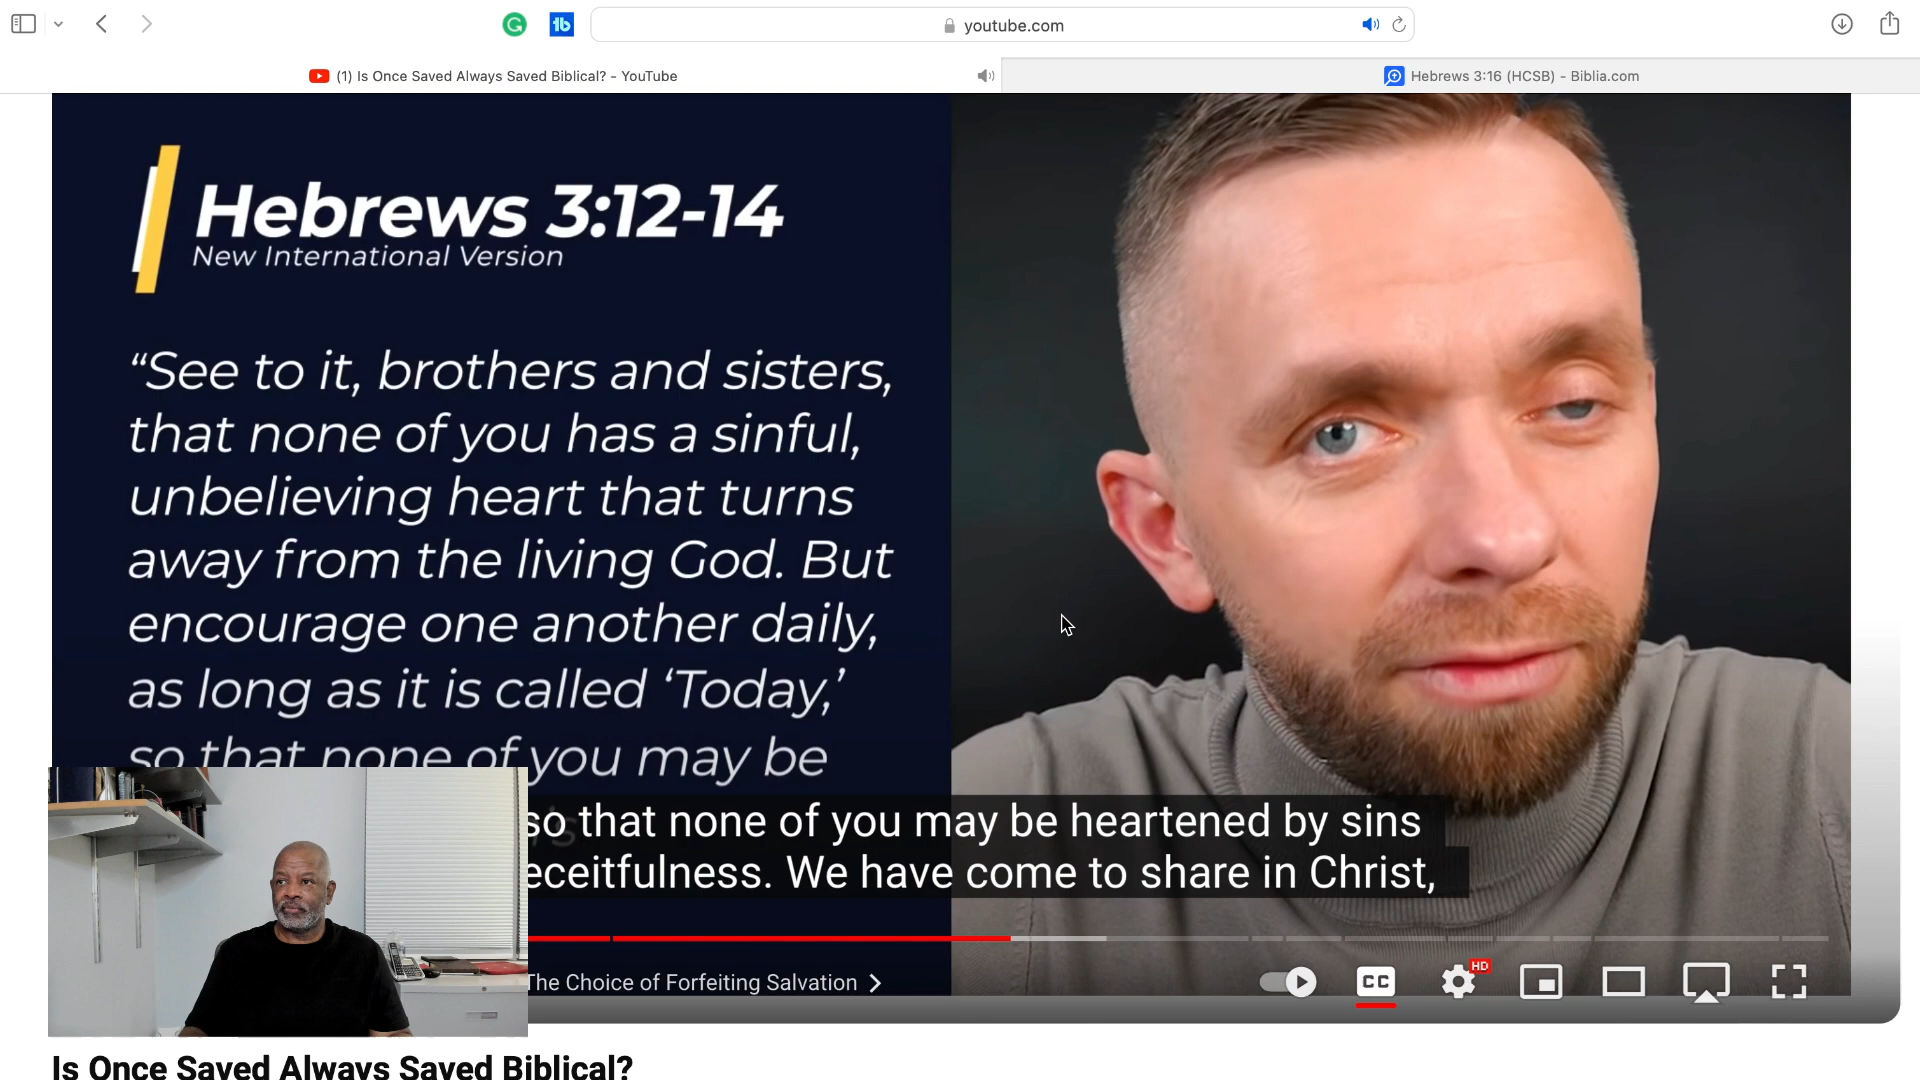 youtube.com
(1) Is Once Saved Always Saved Biblical? - YouTube
Hebrews 3:16 (HCSB) - Biblia.com
Hebrews 3:12-14
New International Version
“See to it, brothers and sisters,
that none of you has a sinful,
unbelieving heart that turns
away from the living God. But
encourage one another daily,
as long as it is called ‘Today,’
so that none of you may be
so that none of you may be heartened by sins
eceitfulness. We have come to share in Christ,
The Choice of Forfeiting Salvation
CC
HD
Is Once Saved Always Saved Biblical?